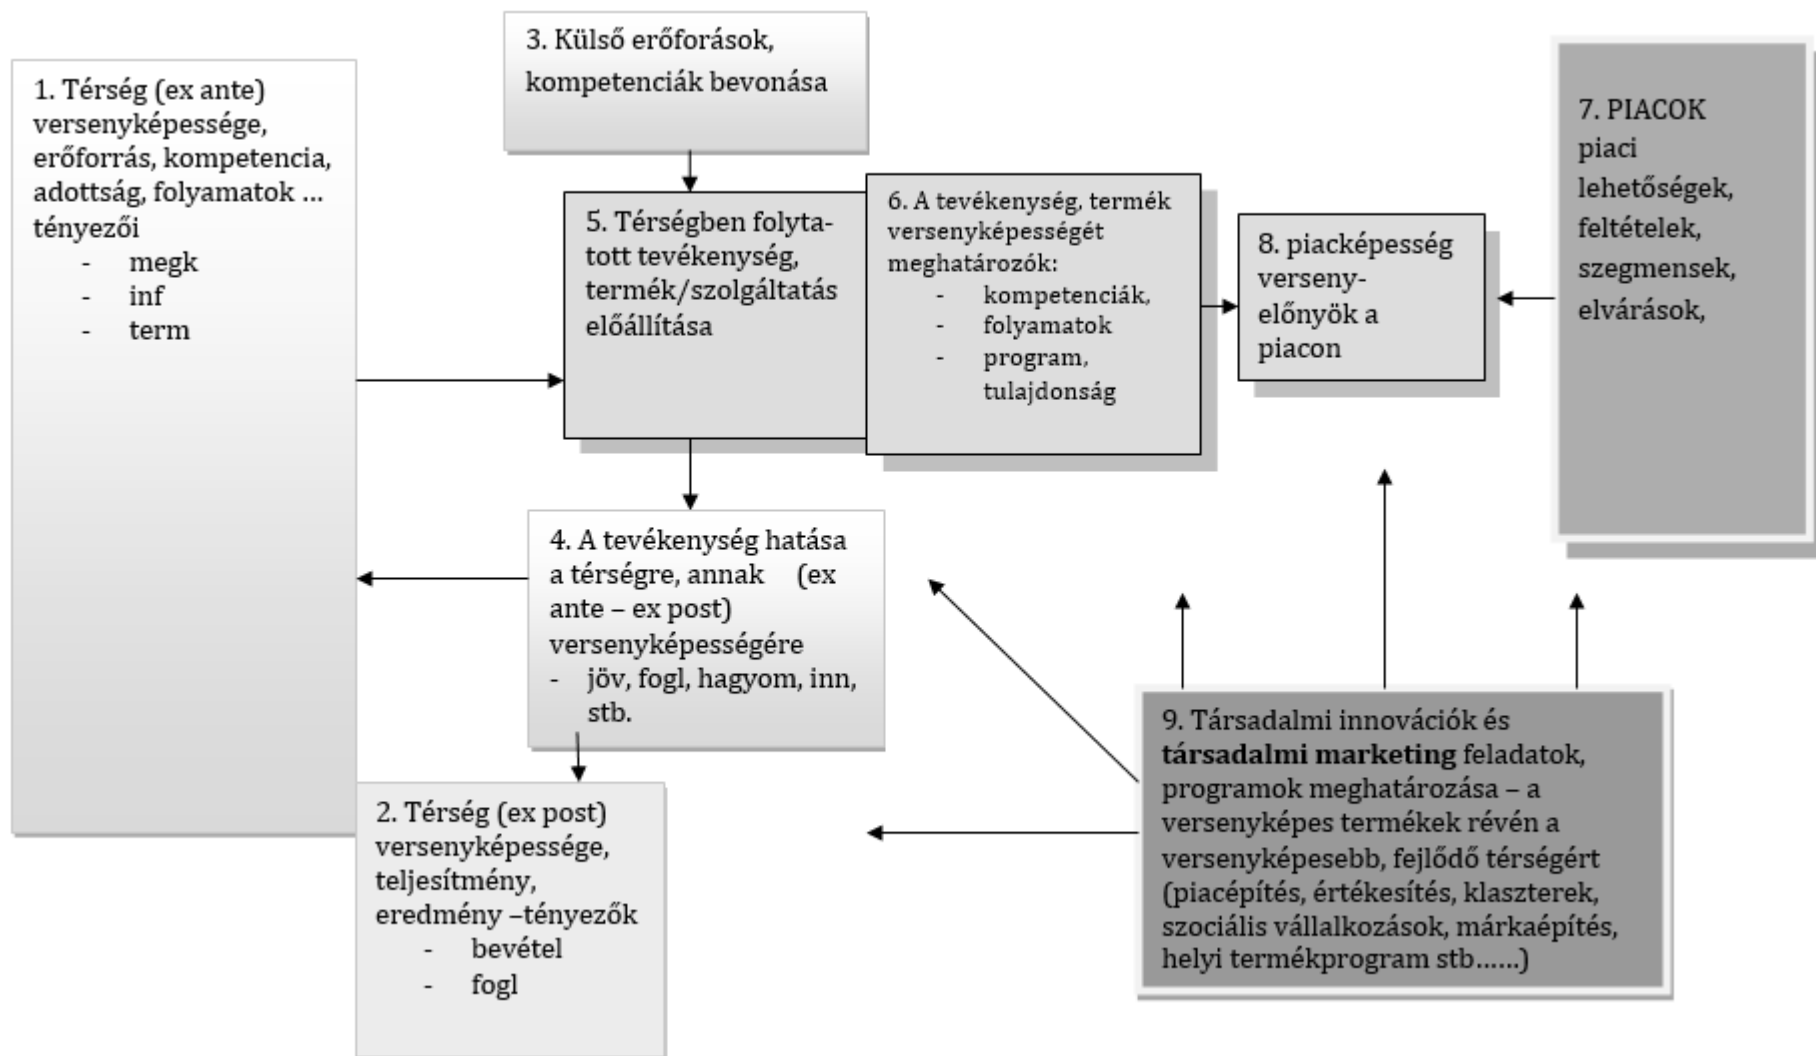 3. Külső erőforások,
kompetenciák bevonása
1. Térség (ex ante)
versenyképessége,
erőforrás, kompetencia,
adottság, folyamatok ...
tényezői
- megk
- inf
- term
5. Térségben folyta-
tott tevékenység,
termék/szolgáltatás
előállítása
6. A tevékenység, termék
versenyképességét
meghatározók:
- kompetenciák,
- folyamatok
- program,
tulajdonság
8. piacképesség
verseny-
előnyök a
piacon
7. PIACOK
piaci
lehetőségek,
feltételek,
szegmensek,
elvárások,
4. A tevékenység hatása
a térségre, annak (ex
ante – ex post)
versenyképességére
- jöv, fogl, hagyom, inn,
stb.
2. Térség (ex post)
versenyképessége,
teljesítmény,
eredmény –tényezők
- bevétel
- fogl
9. Társadalmi innovációk és
társadalmi marketing feladatok,
programok meghatározása – a
versenyképes termékek révén a
versenyképesebb, fejlődő térségért
(piacépítés, értékesítés, klaszterek,
szociális vállalkozások, márkaépítés,
helyi termékprogram stb......)